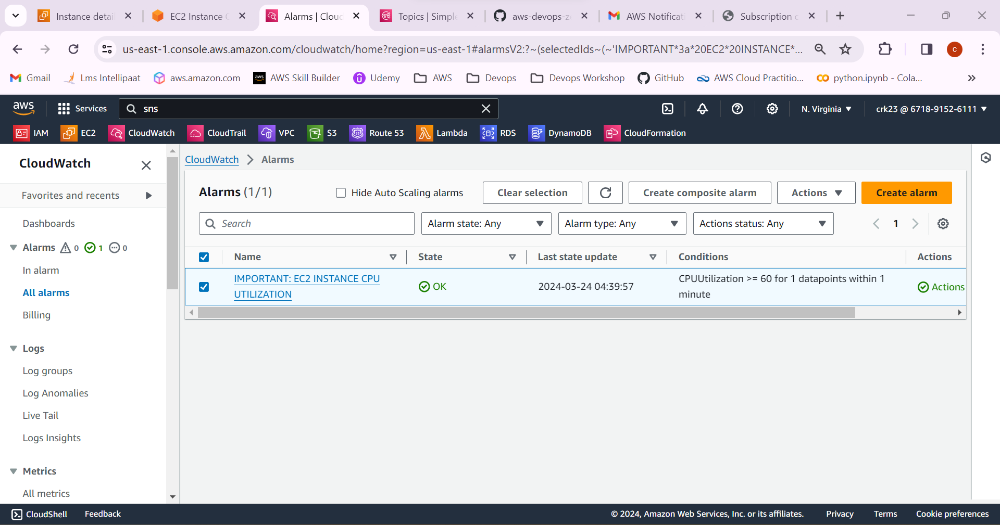 Instance detai
EC2 Instance C
Alarms | Cloud
Topics | Simple
aws-devops-ze
AWS Notificati
Subscription c
us-east-1.console.aws.amazon.com/cloudwatch/home?region=us-east-1#alarmsV2:?~(selectedIds~(~'IMPORTANT*3a*20EC2*20INSTANCE*...
C
Gmail
Lms Intellipaat
aws.amazon.com
aws
AWS Skill Builder
Udemy
AWS
Devops
Devops Workshop
GitHub
AWS Cloud Practitio...
python.ipynb - Cola...
aws
Services
sns
N. Virginia
crk23 @ 6718-9152-6111
IAM
EC2
CloudWatch
CloudTrail
VPC
S3
Route 53
Lambda
RDS
DynamoDB
CloudFormation
CloudWatch
Favorites and recents
Dashboards
Alarms 0 1 0
In alarm
All alarms
Billing
Logs
Log groups
Log Anomalies
Live Tail
Logs Insights
Metrics
All metrics
CloudWatch > Alarms
Alarms (1/1)
Hide Auto Scaling alarms
Clear selection
Create composite alarm
Actions
Create alarm
Search
Alarm state: Any
Alarm type: Any
Actions status: Any
1
Name
State
Last state update
Conditions
Actions
IMPORTANT: EC2 INSTANCE CPU
UTILIZATION
OK
2024-03-24 04:39:57
CPUUtilization >= 60 for 1 datapoints within 1
minute
Actions
CloudShell
Feedback
© 2024, Amazon Web Services, Inc. or its affiliates.
Privacy
Terms
Cookie preferences